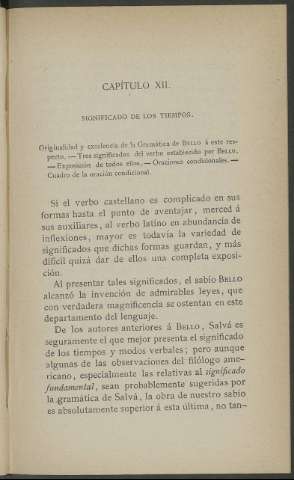 CAPÍTULO XII.
SIGNIFICADO DE LOS TIEMPOS.
Originalidad y excelencia de la Gramática de BELLO á este res-
pecto. — Tres significados del verbo establecido por BELLO.
— Exposición de todos ellos. — Oraciones condicionales. —
Cuadro de la oración condicional.
Si el verbo castellano es complicado en sus
formas hasta el punto de aventajar, merced á
sus auxiliares, al verbo latino en abundancia de
inflexiones, mayor es todavía la variedad de
significados que dichas formas guardan, y más
difícil quizá dar de ellos una completa exposi-
ción.
Al presentar tales significados, el sabio BELLO
alcanzó la invención de admirables leyes, que
con verdadera magnificencia se ostentan en este
departamento del lenguaje.
De los autores anteriores á BELLO, Salvá es
seguramente el que mejor presenta el significado
de los tiempos y modos verbales; pero aunque
algunas de las observaciones del filólogo ame-
ricano, especialmente las relativas al significado
fundamental, sean probablemente sugeridas por
la gramática de Salvá, la obra de nuestro sabio
es absolutamente superior á esta última, no tan-